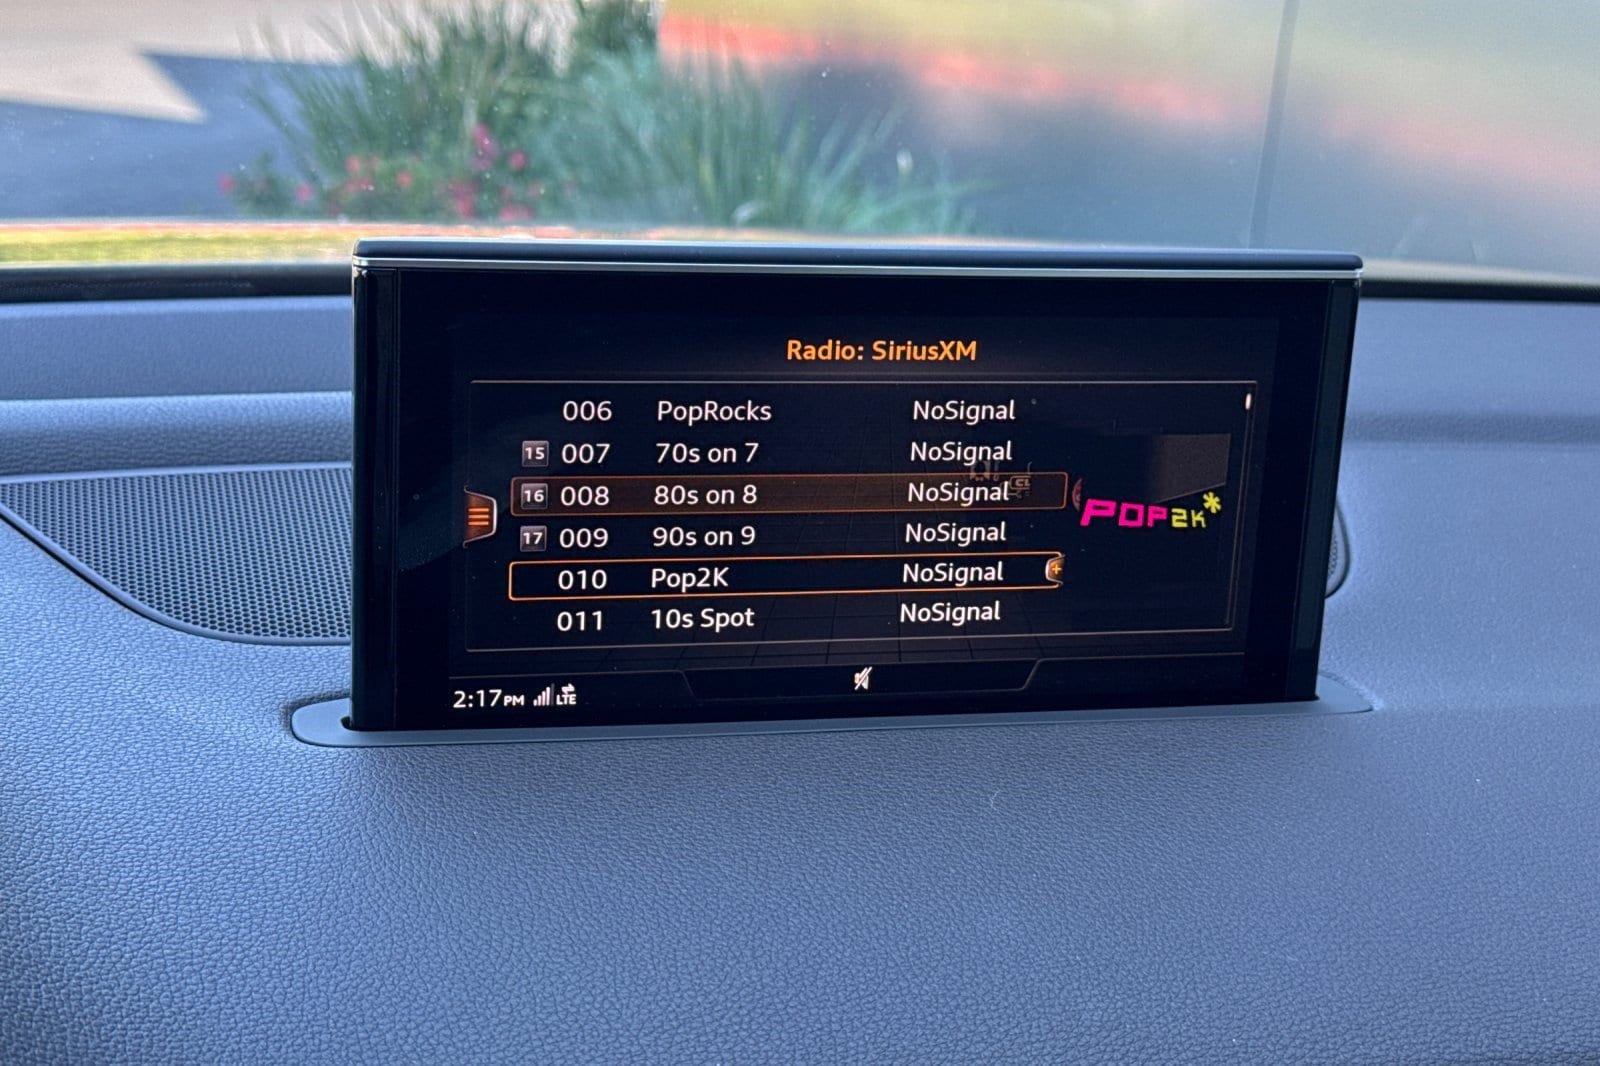 Radio: SiriusXM
006 PopRocks NoSignal
15 007 70s on 7 NoSignal
16 008 80s on 8 NoSignal
17 009 90s on 9 NoSignal
010 Pop2K NoSignal
011 10s Spot NoSignal
POP2K*
2:17PM LTE